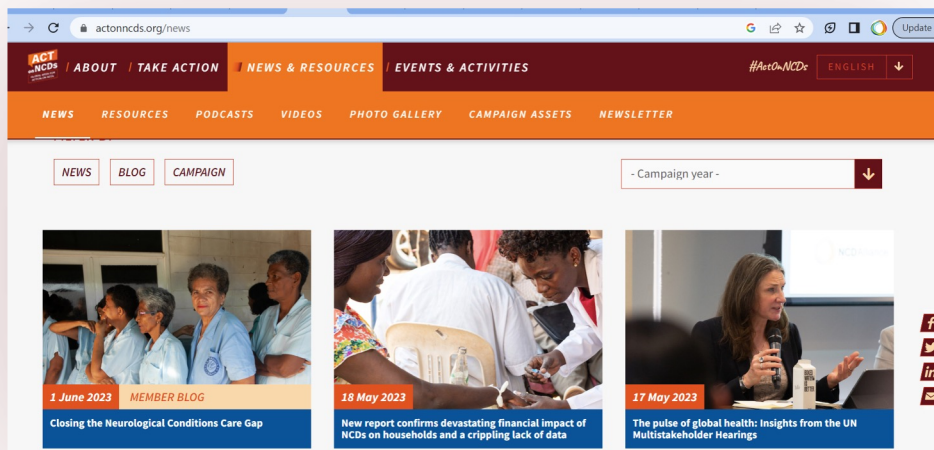 actonncds.org/news
Update
ACT
ON NCDs
ABOUT / TAKE ACTION / NEWS & RESOURCES / EVENTS & ACTIVITIES
#ActOnNCDs
ENGLISH
NEWS RESOURCES PODCASTS VIDEOS PHOTO GALLERY CAMPAIGN ASSETS NEWSLETTER
NEWS BLOG CAMPAIGN
- Campaign year -
1 June 2023 MEMBER BLOG
Closing the Neurological Conditions Care Gap
18 May 2023
New report confirms devastating financial impact of
NCDs on households and a crippling lack of data
17 May 2023
The pulse of global health: Insights from the UN
Multistakeholder Hearings